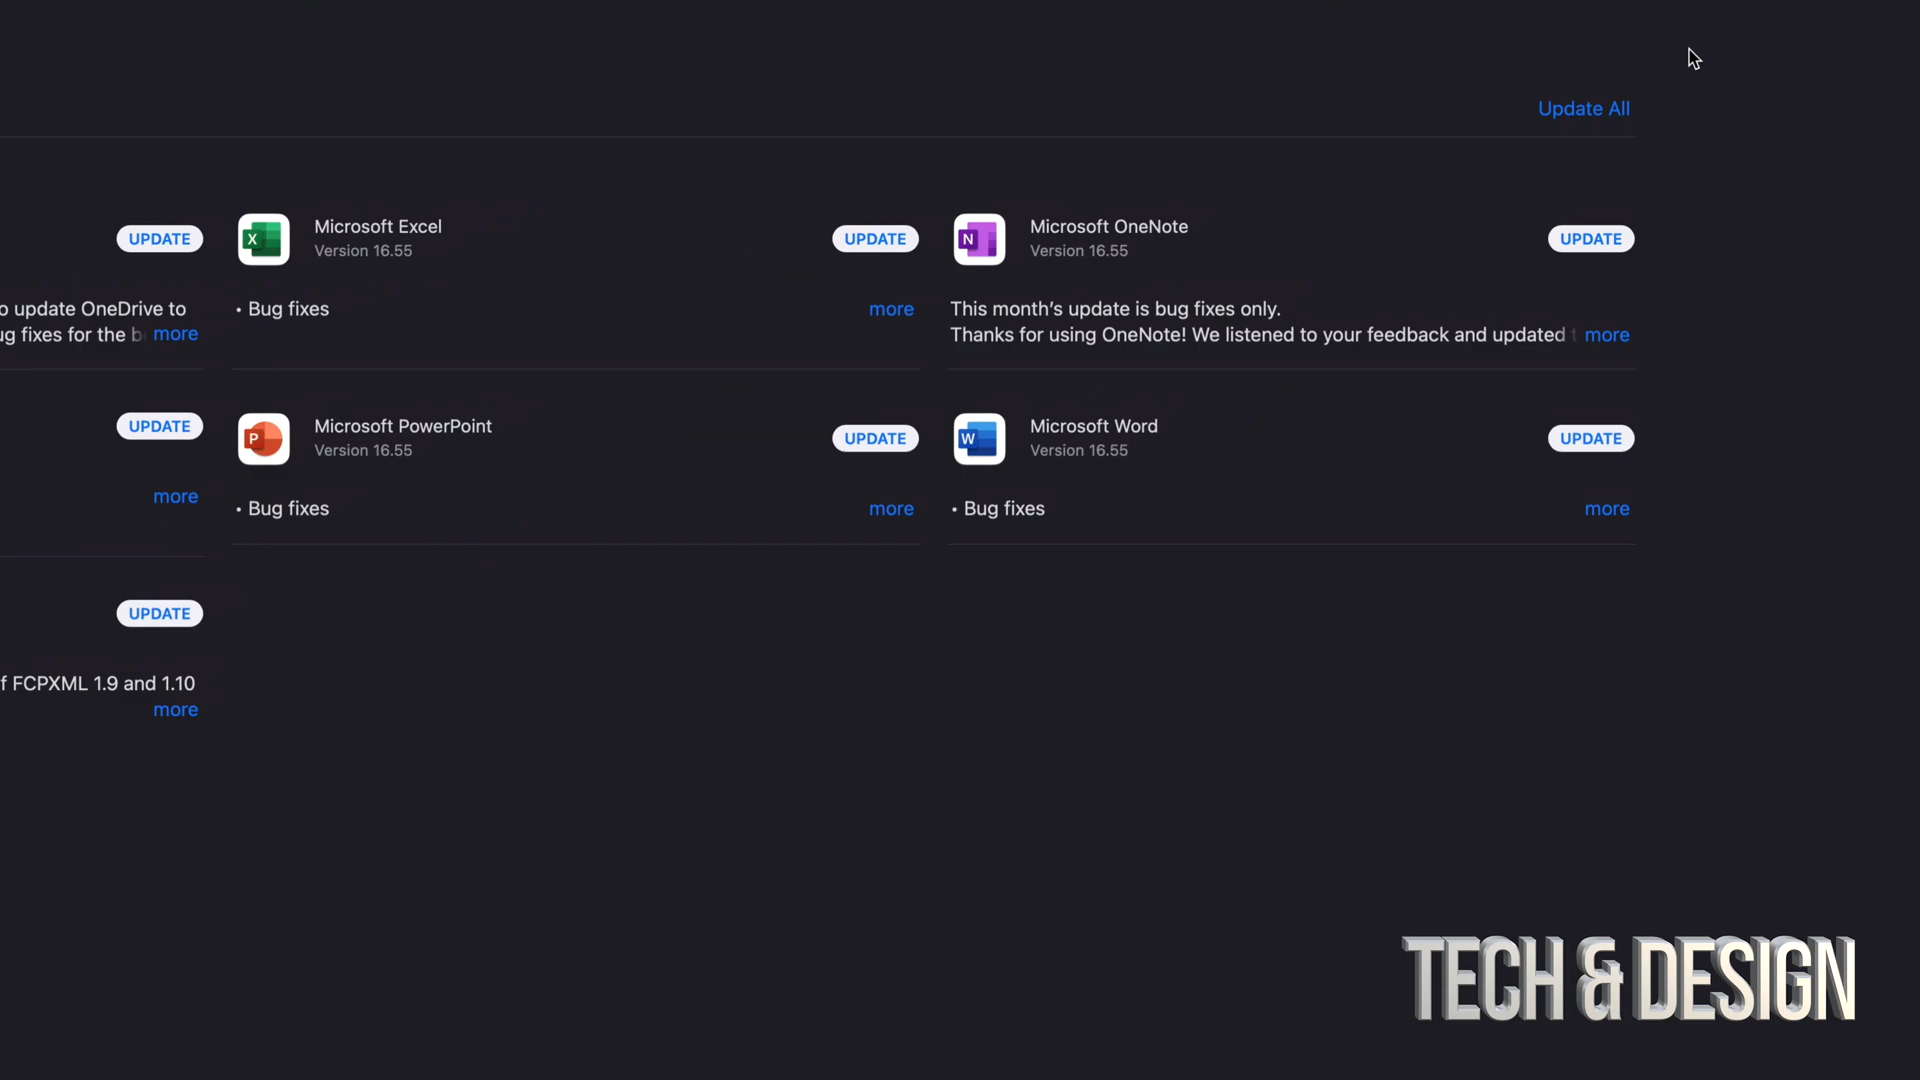 Update All
UPDATE
o update OneDrive to
ug fixes for the b more
X
Microsoft Excel
Version 16.55
UPDATE
• Bug fixes
more
N
Microsoft OneNote
Version 16.55
UPDATE
This month's update is bug fixes only.
Thanks for using OneNote! We listened to your feedback and updated more
UPDATE
more
P
Microsoft PowerPoint
Version 16.55
UPDATE
• Bug fixes
more
W
Microsoft Word
Version 16.55
UPDATE
• Bug fixes
more
UPDATE
f FCPXML 1.9 and 1.10
more
TECH & DESIGN